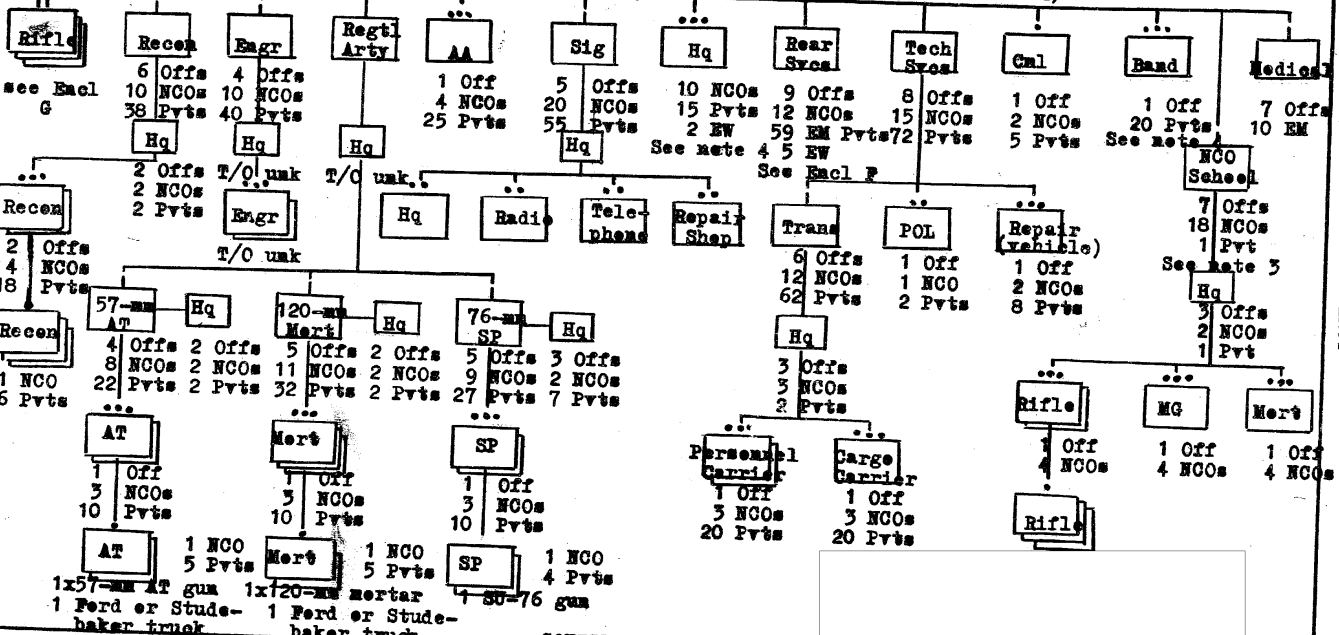 Rifle
see Encl
G
Recon
6 Offs
10 NCOs
38 Pvts
Hq
2 Offs
2 NCOs
2 Pvts
Recon
2 Offs
4 NCOs
18 Pvts
Recon
1 NCO
6 Pvts
Engr
4 Offs
10 NCOs
40 Pvts
Hq
T/O unk
Engr
T/O unk
Regtl
Arty
Hq
T/O unk
57-mm
AT
4 Offs
8 NCOs
22 Pvts
Hq
2 Offs
2 NCOs
2 Pvts
AT
1 Off
3 NCOs
10 Pvts
AT
1 NCO
5 Pvts
1x57-mm AT gun
1 Ford or Stude-
baker truck
120-mm
Mort
5 Offs
11 NCOs
32 Pvts
Hq
2 Offs
2 NCOs
2 Pvts
Mort
1 Off
3 NCOs
10 Pvts
Mort
1 NCO
5 Pvts
1x120-mm mortar
1 Ford or Stude-
baker truck
76-mm
SP
5 Offs
9 NCOs
27 Pvts
Hq
3 Offs
2 NCOs
7 Pvts
SP
1 Off
3 NCOs
10 Pvts
SP
1 NCO
4 Pvts
1 SU-76 gun
AA
1 Off
4 NCOs
25 Pvts
Sig
5 Offs
20 NCOs
55 Pvts
Hq
Hq
Radio
Tele-
phone
Repair
Shop
Hq
10 NCOs
15 Pvts
2 EW
See note 4
Rear
Svcs
9 Offs
12 NCOs
59 EM Pvts
5 EW
See Encl F
Tech
Svcs
8 Offs
15 NCOs
72 Pvts
Trans
6 Offs
12 NCOs
62 Pvts
Hq
3 Offs
3 NCOs
2 Pvts
Personnel
Carrier
1 Off
3 NCOs
20 Pvts
Cargo
Carrier
1 Off
3 NCOs
20 Pvts
POL
1 Off
1 NCO
2 Pvts
Repair
(vehicle)
1 Off
2 NCOs
8 Pvts
Cml
1 Off
2 NCOs
5 Pvts
Band
1 Off
20 Pvts
See note 4
NCO
School
7 Offs
18 NCOs
1 Pvt
See note 3
Hq
3 Offs
2 NCOs
1 Pvt
Rifle
1 Off
4 NCOs
Rifle
MG
1 Off
4 NCOs
Mort
1 Off
4 NCOs
Medical
7 Offs
10 EM